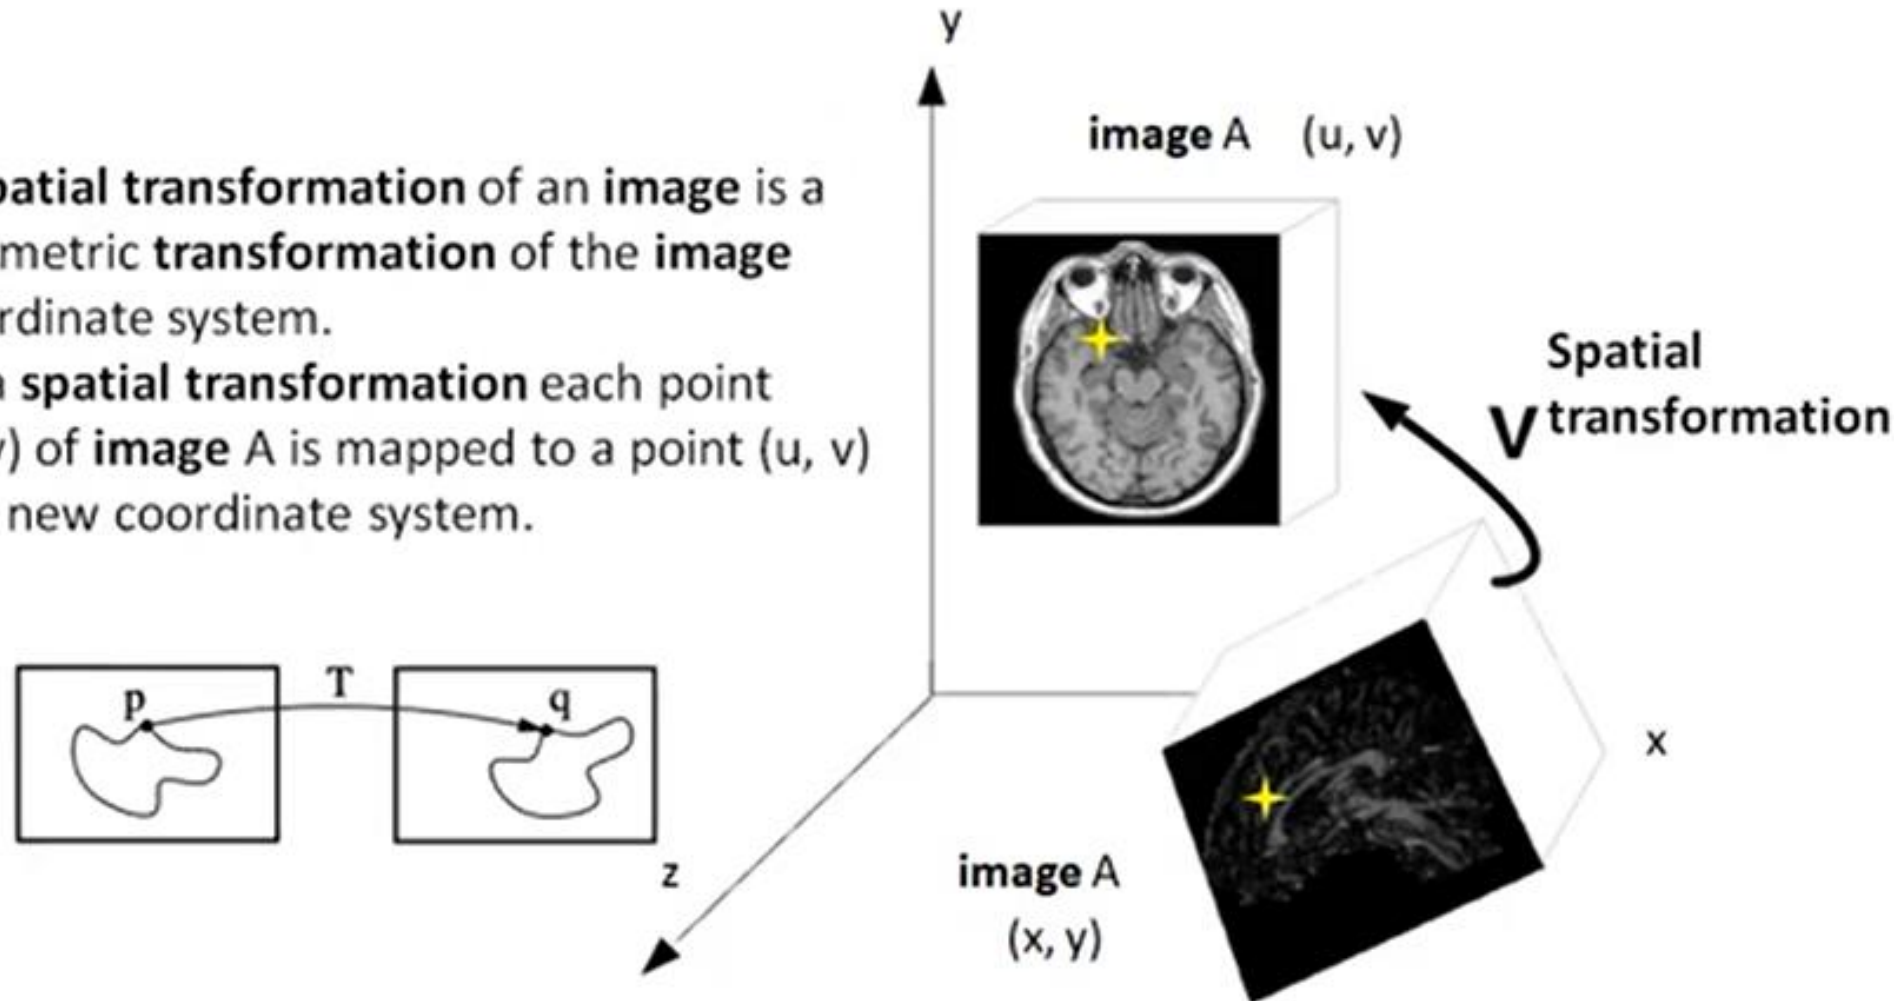 patial transformation of an image is a
metric transformation of the image
rdinate system.
spatial transformation each point
y) of image A is mapped to a point (u, v)
new coordinate system.
p
T
q
y
image A (u, v)
Spatial
V transformation
x
z
image A
(x, y)